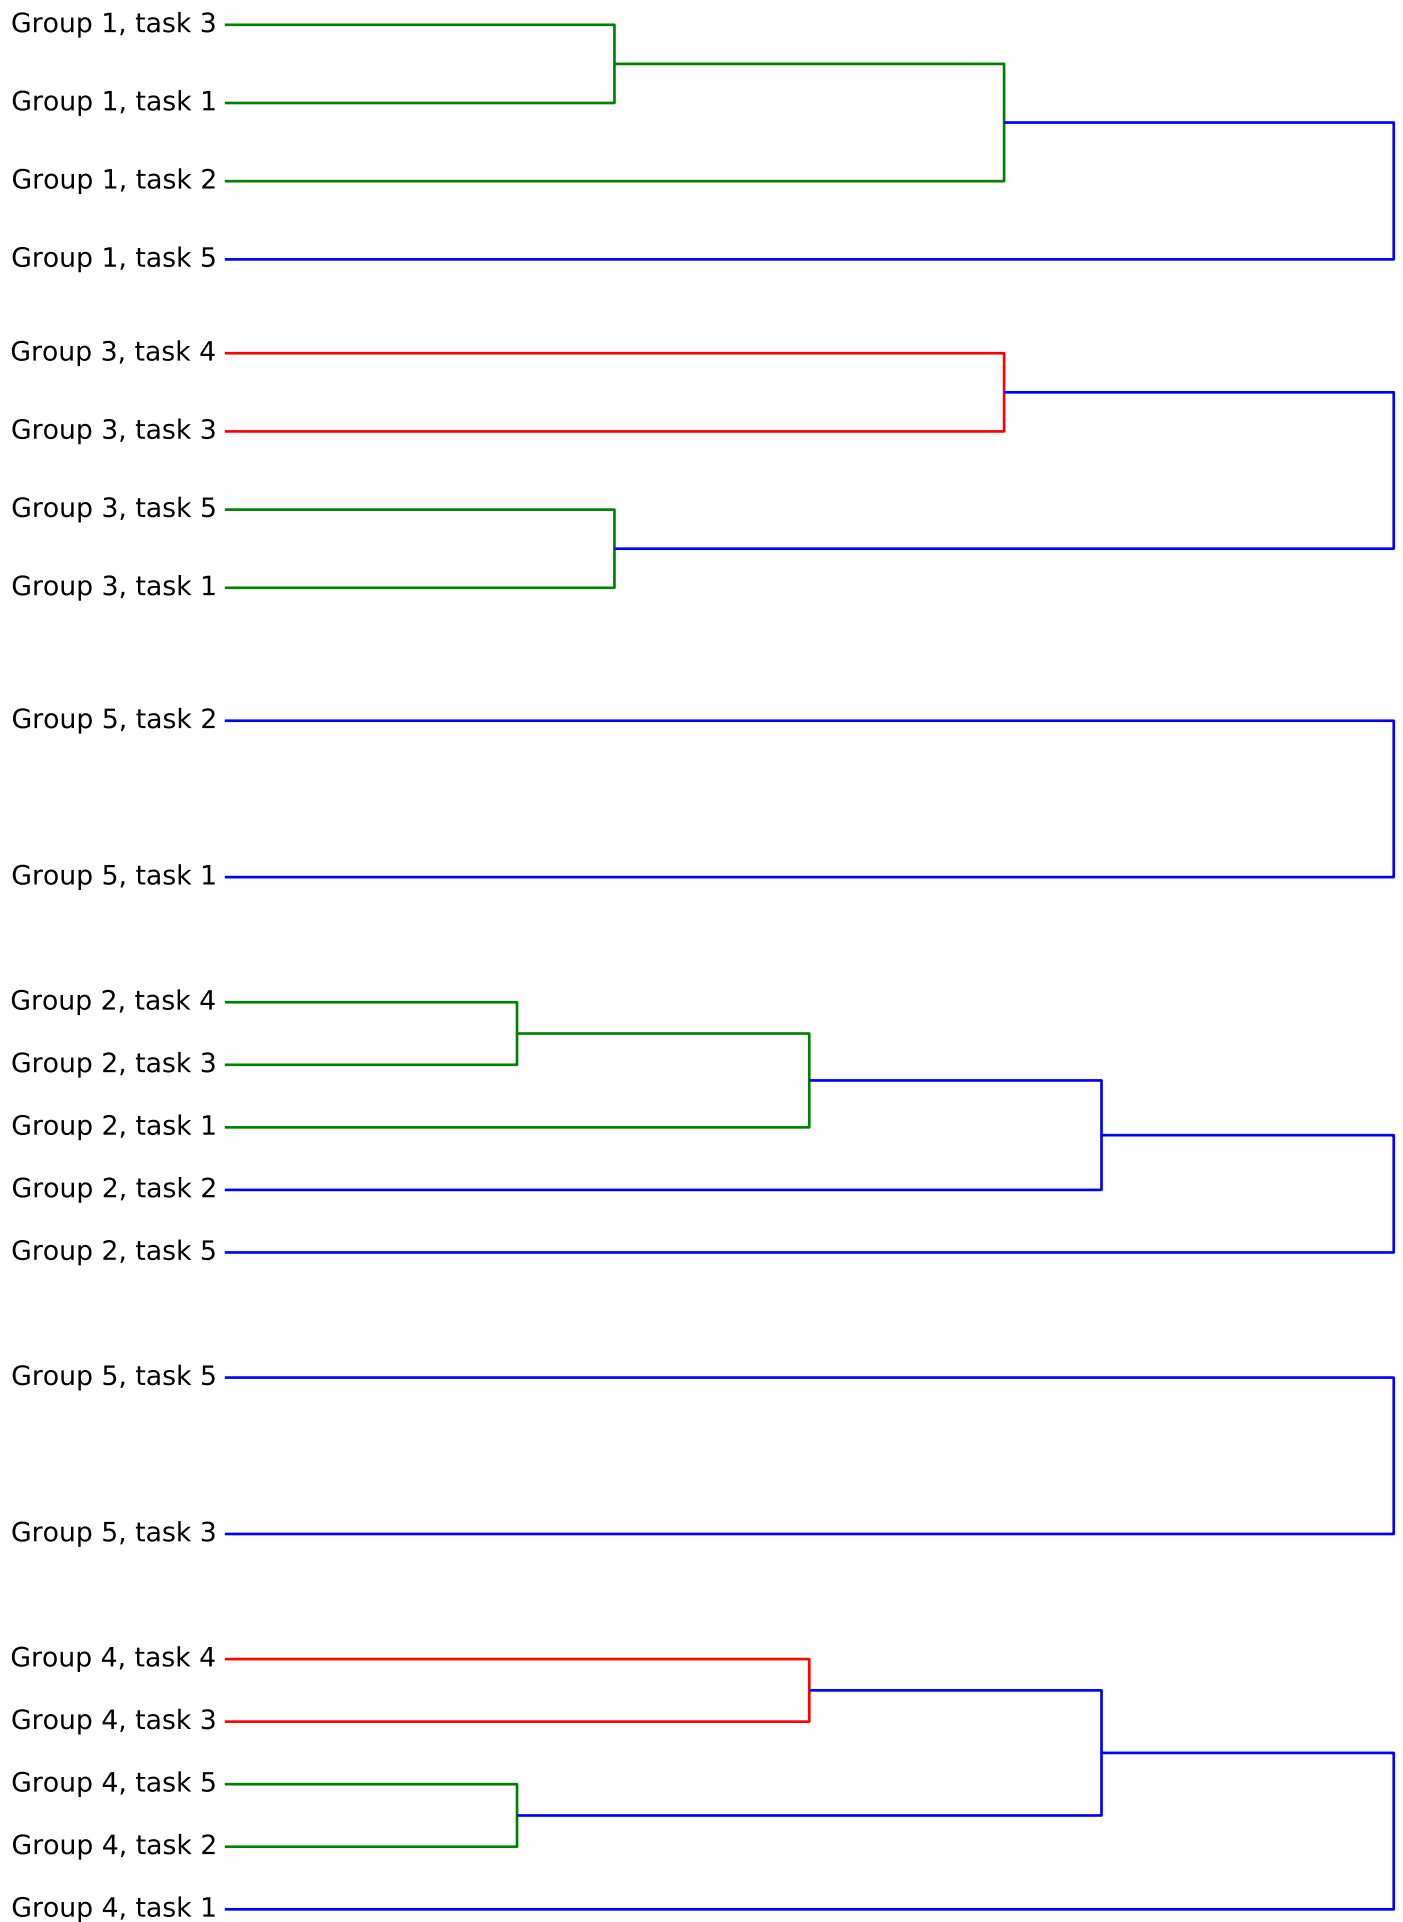 Group 1, task 3
Group 1, task 1
Group 1, task 2
Group 1, task 5
Group 3, task 4
Group 3, task 3
Group 3, task 5
Group 3, task 1
Group 5, task 2
Group 5, task 1
Group 2, task 4
Group 2, task 3
Group 2, task 1
Group 2, task 2
Group 2, task 5
Group 5, task 5
Group 5, task 3
Group 4, task 4
Group 4, task 3
Group 4, task 5
Group 4, task 2
Group 4, task 1